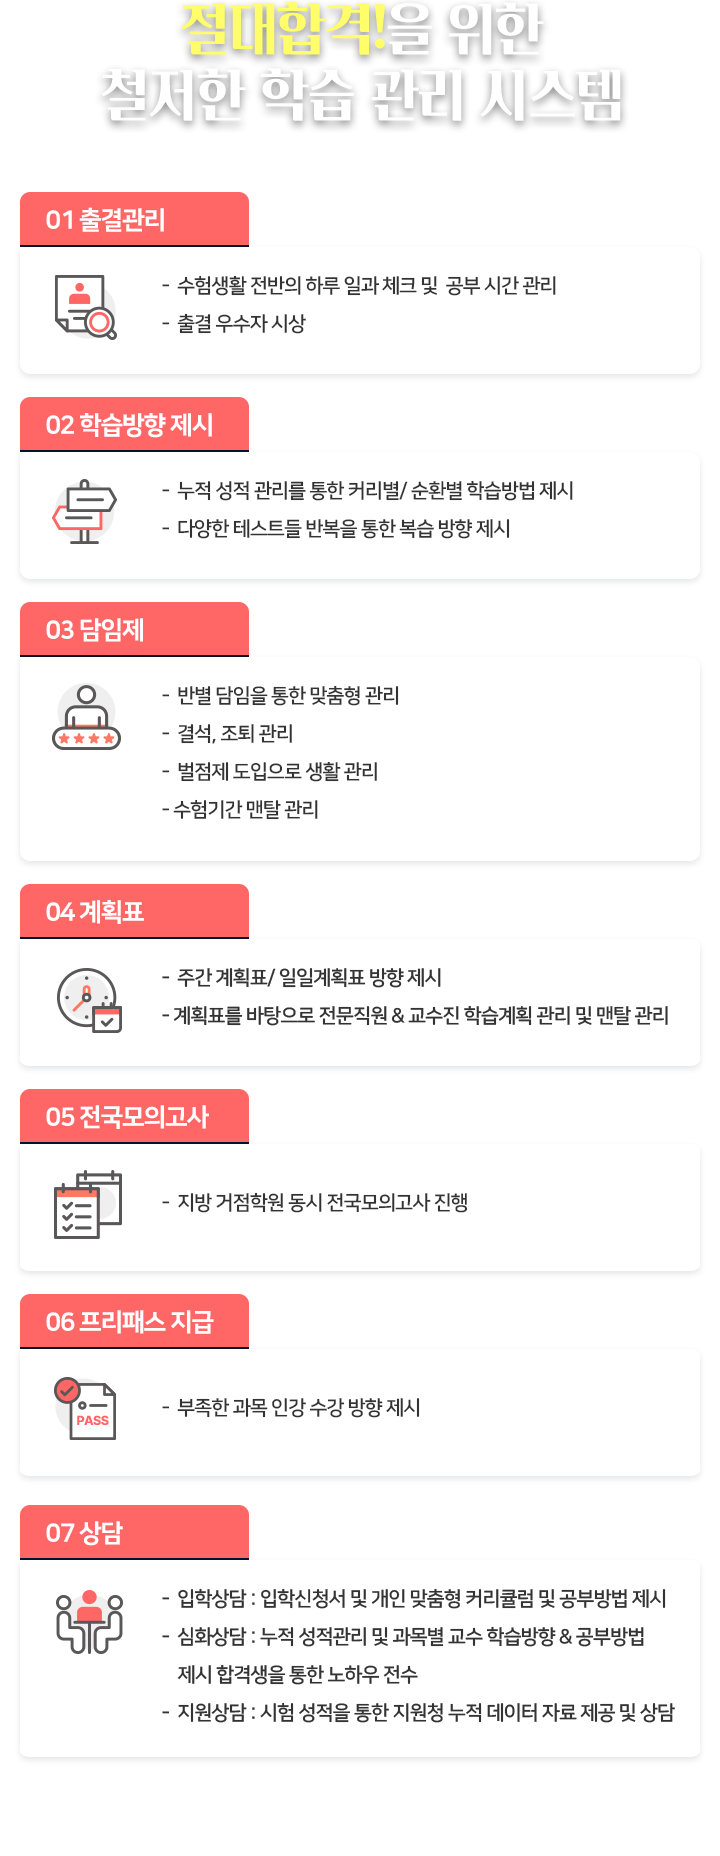 절대합격!을 위한
철저한 학습 관리 시스템
01 출결관리
- 수험생활 전반의 하루 일과 체크 및 공부 시간 관리
- 출결 우수자 시상
02 학습방향 제시
- 누적 성적 관리를 통한 커리별/ 순환별 학습방법 제시
- 다양한 테스트들 반복을 통한 복습 방향 제시
03 담임제
- 반별 담임을 통한 맞춤형 관리
- 결석, 조퇴 관리
- 벌점제 도입으로 생활 관리
- 수험기간 맨탈 관리
04 계획표
- 주간 계획표/ 일일계획표 방향 제시
- 계획표를 바탕으로 전문직원 & 교수진 학습계획 관리 및 맨탈 관리
05 전국모의고사
- 지방 거점학원 동시 전국모의고사 진행
06 프리패스 지급
PASS
- 부족한 과목 인강 수강 방향 제시
07 상담
- 입학상담 : 입학신청서 및 개인 맞춤형 커리큘럼 및 공부방법 제시
- 심화상담 : 누적 성적관리 및 과목별 교수 학습방향 & 공부방법
제시 합격생을 통한 노하우 전수
- 지원상담 : 시험 성적을 통한 지원청 누적 데이터 자료 제공 및 상담